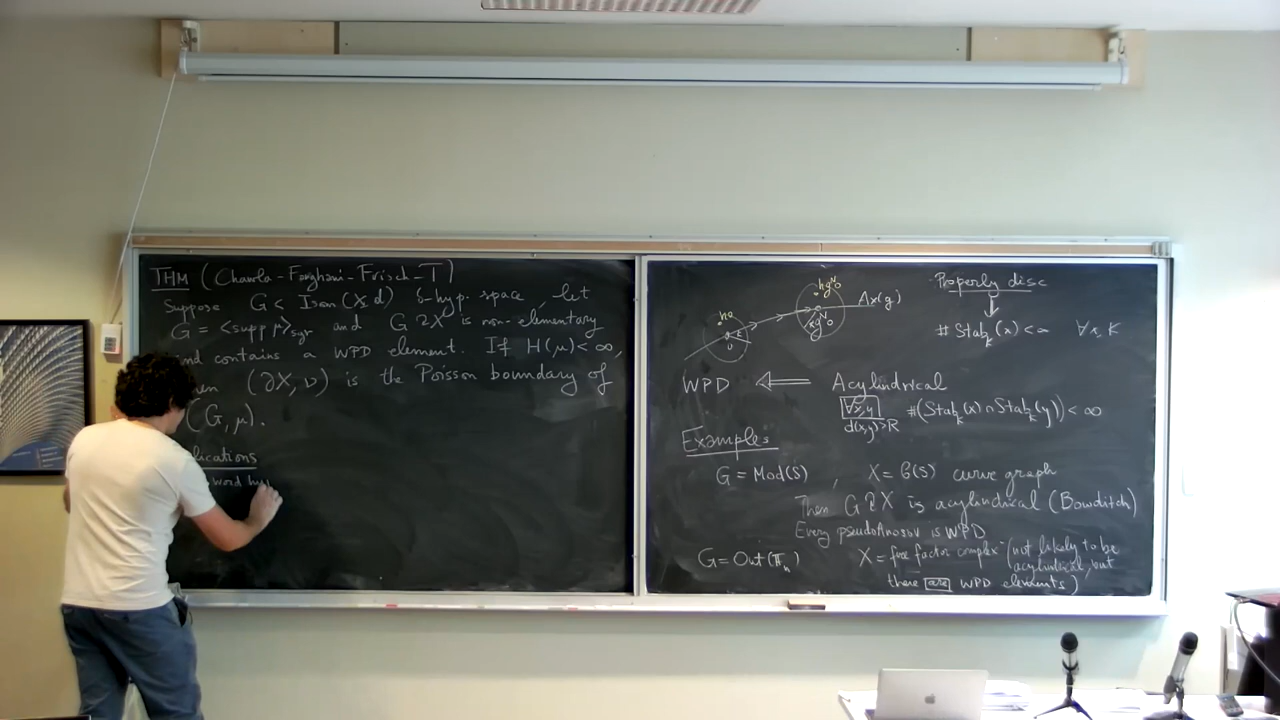 THM (Chawla-Forghani-Frisch-T)
Suppose G < Isom(X,d) δ-hyp. space, let
G = <supp μ>sgr and G ↷ X is non-elementary
and contains a WPD element. If H(μ) < ∞,
then (∂X, ν) is the Poisson boundary of
(G, μ).
lications
word hy
hg^N o
Ax(g)
ho
g^N o
o
Properly disc
⇓
# Stab_K(x) < ∞ ∀x, K
WPD ⟸ Acylindrical
∀x,y #(Stab_K(x) ∩ Stab_K(y)) < ∞
d(x,y)>R
Examples
G = Mod(S) , X = C(S) curve graph
Then G ↷ X is acylindrical (Bowditch)
Every pseudoAnosov is WPD
G = Out(F_n) X = free factor complex (not likely to be
acylindrical, but
there are WPD elements)